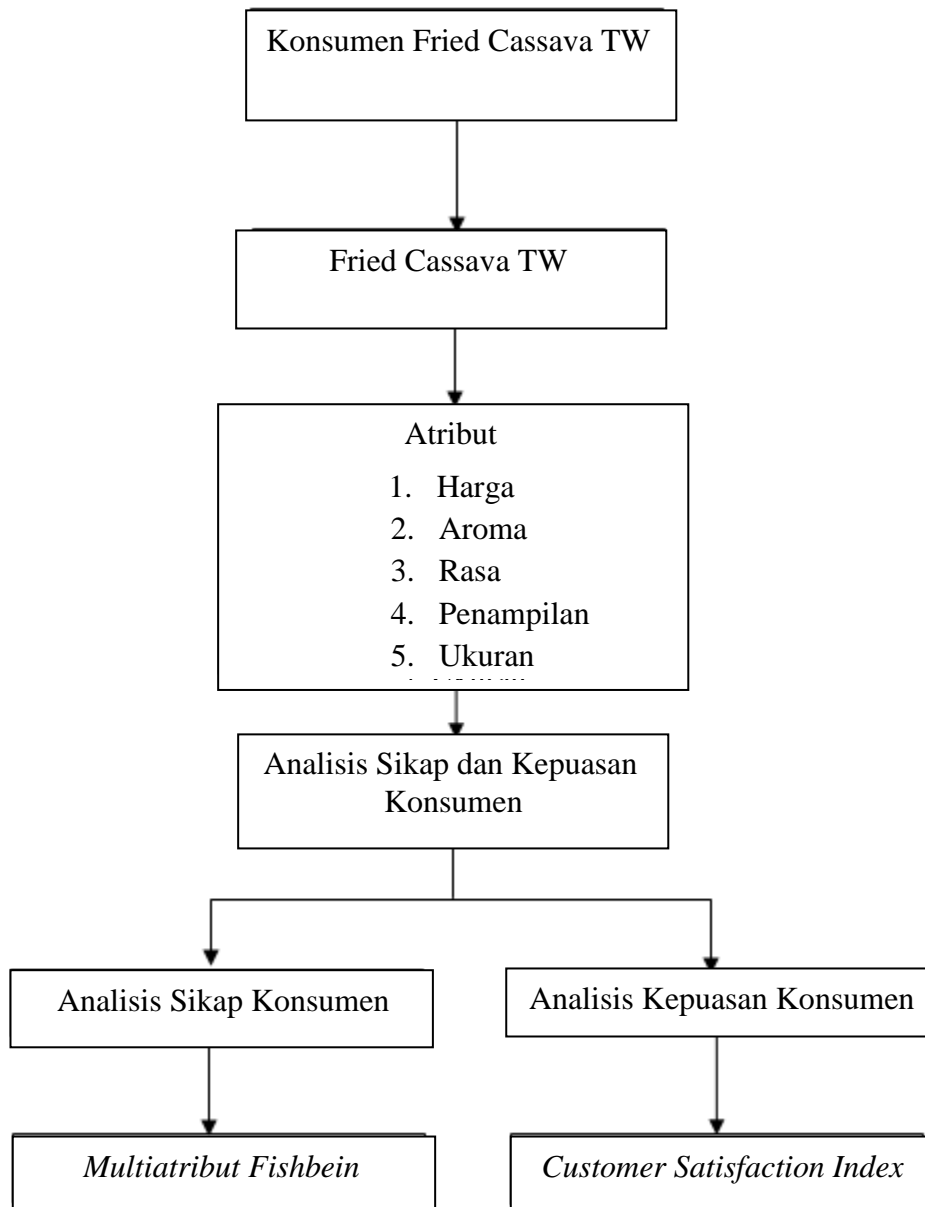 Konsumen Fried Cassava TW
Fried Cassava TW
Atribut
1. Harga
2. Aroma
3. Rasa
4. Penampilan
5. Ukuran
Analisis Sikap dan Kepuasan
Konsumen
Analisis Sikap Konsumen
Analisis Kepuasan Konsumen
Multiatribut Fishbein
Customer Satisfaction Index